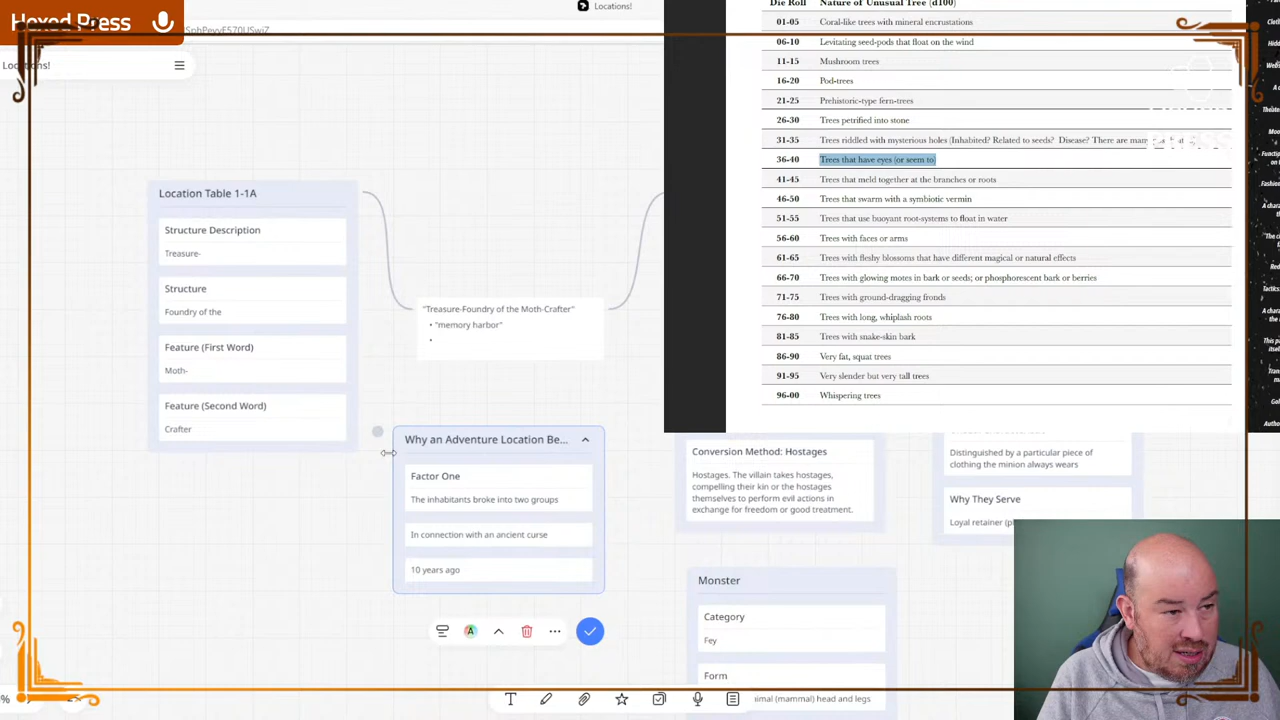 Hexed Press
Locations!
SphPeyvE570USwiZ
Locations!
Location Table 1-1A
Structure Description
Treasure-
Structure
Foundry of the
Feature (First Word)
Moth-
Feature (Second Word)
Crafter
"Treasure-Foundry of the Moth-Crafter"
• "memory harbor"
•
Why an Adventure Location Be...
Factor One
The inhabitants broke into two groups
In connection with an ancient curse
10 years ago
A
Die Roll Nature of Unusual Tree (d100)
01-05 Coral-like trees with mineral encrustations
06-10 Levitating seed-pods that float on the wind
11-15 Mushroom trees
16-20 Pod-trees
21-25 Prehistoric-type fern-trees
26-30 Trees petrified into stone
31-35 Trees riddled with mysterious holes (Inhabited? Related to seeds? Disease? There are many
36-40 Trees that have eyes (or seem to)
41-45 Trees that meld together at the branches or roots
46-50 Trees that swarm with a symbiotic vermin
51-55 Trees that use buoyant root-systems to float in water
56-60 Trees with faces or arms
61-65 Trees with fleshy blossoms that have different magical or natural effects
66-70 Trees with glowing motes in bark or seeds; or phosphorescent bark or berries
71-75 Trees with ground-dragging fronds
76-80 Trees with long, whiplash roots
81-85 Trees with snake-skin bark
86-90 Very fat, squat trees
91-95 Very slender but very tall trees
96-00 Whispering trees
Conversion Method: Hostages
Hostages. The villain takes hostages,
compelling their kin or the hostages
themselves to perform evil actions in
exchange for freedom or good treatment.
Distinguished by a particular piece of
clothing the minion always wears
Why They Serve
Loyal retainer
Monster
Category
Fey
Form
nimal (mammal) head and legs
T